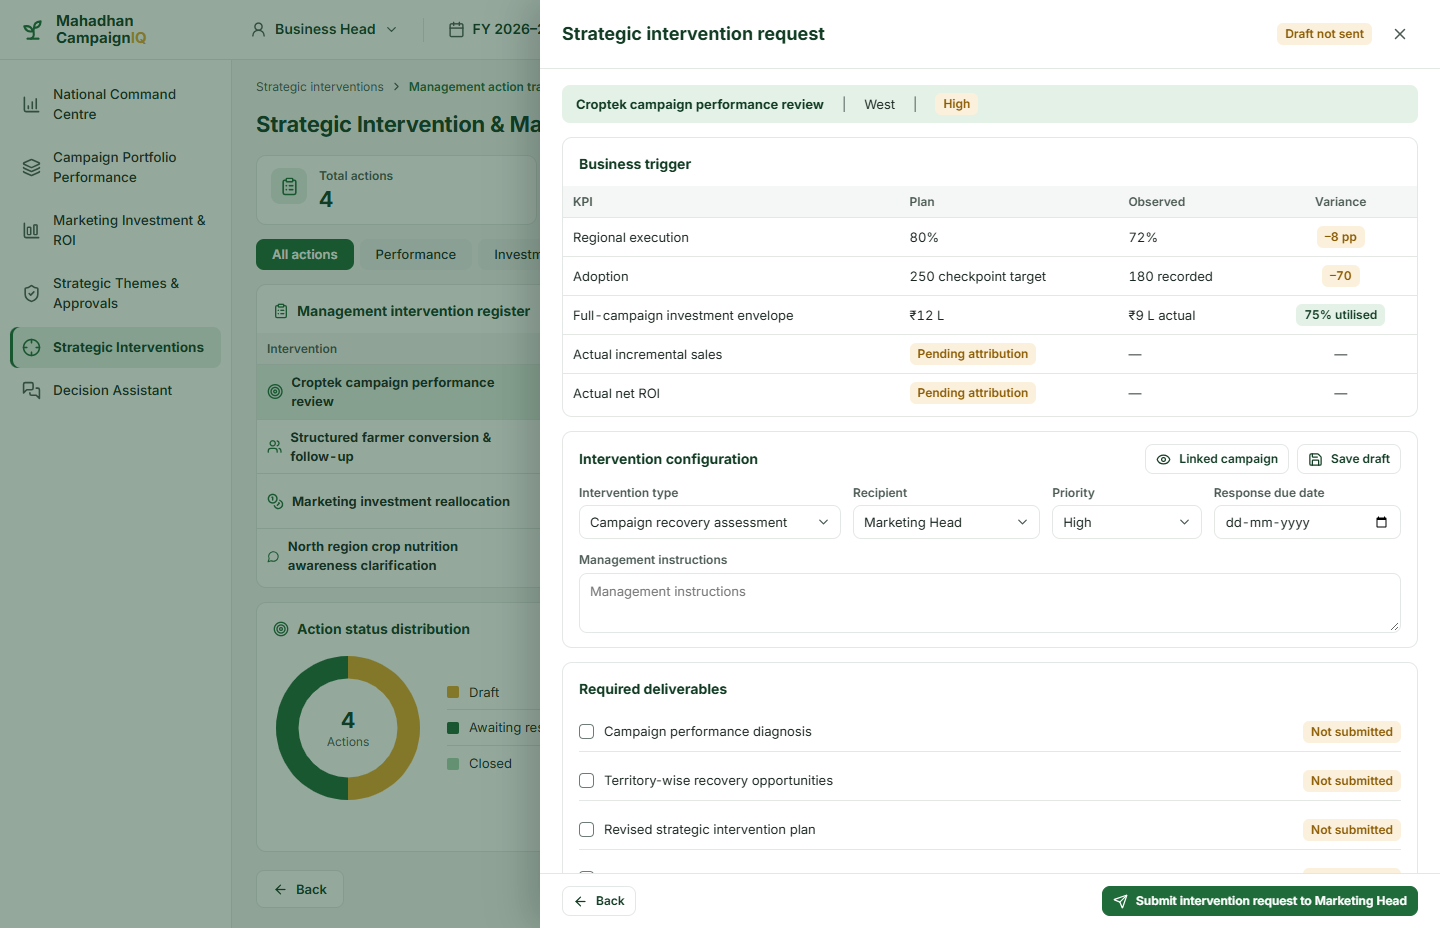 Mahadhan
CampaignIQ
Business Head
FY 2026–2
National Command
Centre
Campaign Portfolio
Performance
Marketing Investment &
ROI
Strategic Themes &
Approvals
Strategic Interventions
Decision Assistant
Strategic interventions > Management action tra
Strategic Intervention & Ma
Total actions
4
All actions
Performance
Investm
Management intervention register
Intervention
Croptek campaign performance
review
Structured farmer conversion &
follow-up
Marketing investment reallocation
North region crop nutrition
awareness clarification
Action status distribution
4
Actions
Draft
Awaiting res
Closed
Back
Strategic intervention request
Draft not sent
Croptek campaign performance review | West | High
Business trigger
KPI Plan Observed Variance
Regional execution 80% 72% −8 pp
Adoption 250 checkpoint target 180 recorded −70
Full-campaign investment envelope ₹12 L ₹9 L actual 75% utilised
Actual incremental sales Pending attribution — —
Actual net ROI Pending attribution — —
Intervention configuration
Linked campaign
Save draft
Intervention type Recipient Priority Response due date
Campaign recovery assessment Marketing Head High dd-mm-yyyy
Management instructions
Management instructions
Required deliverables
Campaign performance diagnosis Not submitted
Territory-wise recovery opportunities Not submitted
Revised strategic intervention plan Not submitted
Back
Submit intervention request to Marketing Head